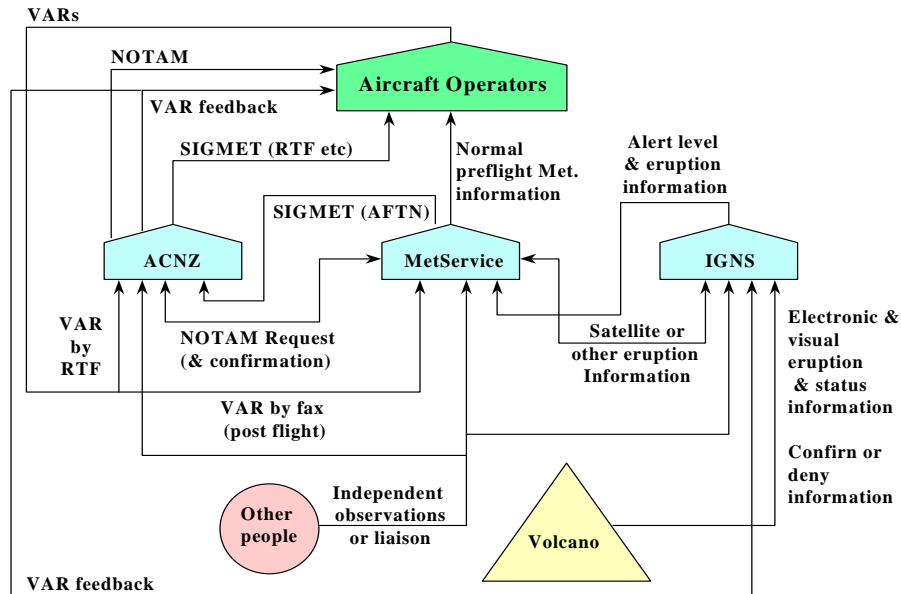 VARs
NOTAM
Aircraft Operators
VAR feedback
SIGMET (RTF etc)
Normal
preflight Met.
information
Alert level
& eruption
information
SIGMET (AFTN)
ACNZ
MetService
IGNS
VAR
by
RTF
NOTAM Request
(& confirmation)
Satellite or
other eruption
Information
Electronic &
visual
eruption
& status
information
VAR by fax
(post flight)
Confirn or
deny
information
Other
people
Independent
observations
or liaison
Volcano
VAR feedback